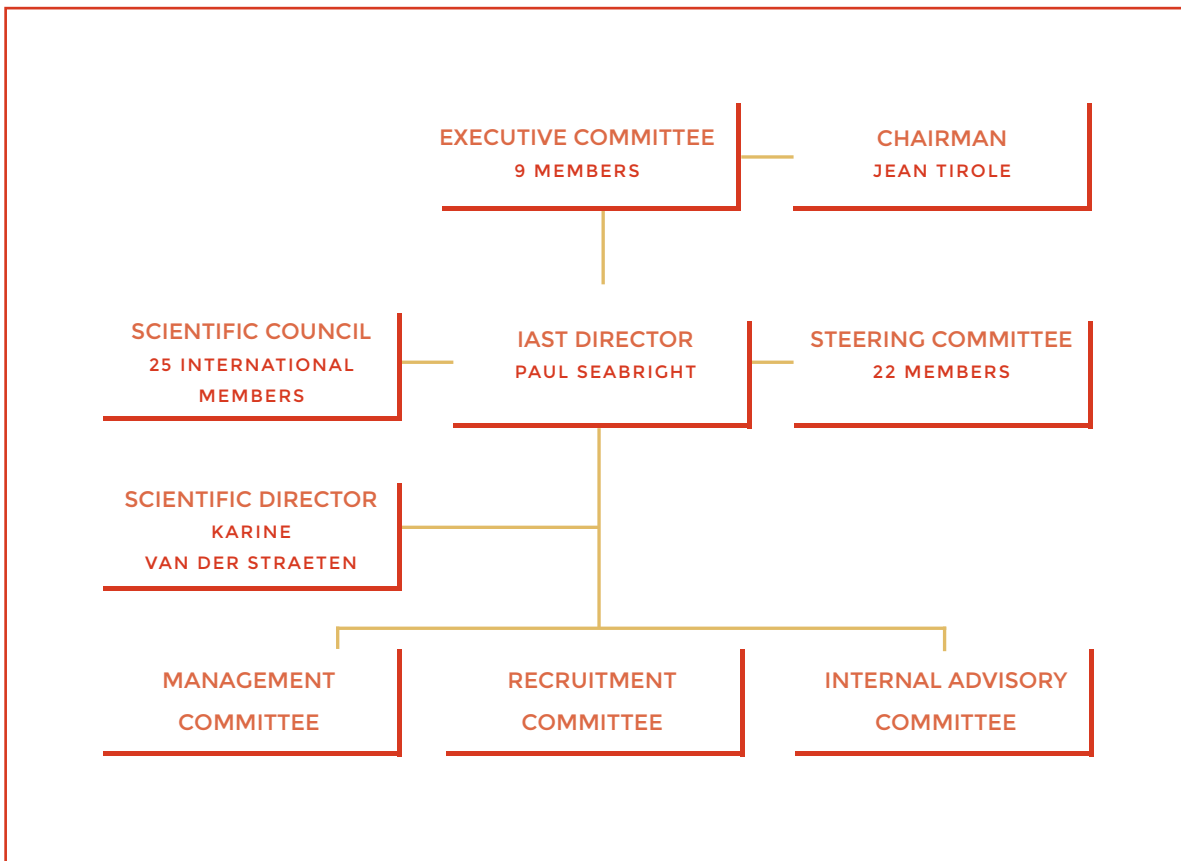 EXECUTIVE COMMITTEE
9 MEMBERS
CHAIRMAN
JEAN TIROLE
SCIENTIFIC COUNCIL
25 INTERNATIONAL
MEMBERS
IAST DIRECTOR
PAUL SEABRIGHT
STEERING COMMITTEE
22 MEMBERS
SCIENTIFIC DIRECTOR
KARINE
VAN DER STRAETEN
MANAGEMENT
COMMITTEE
RECRUITMENT
COMMITTEE
INTERNAL ADVISORY
COMMITTEE